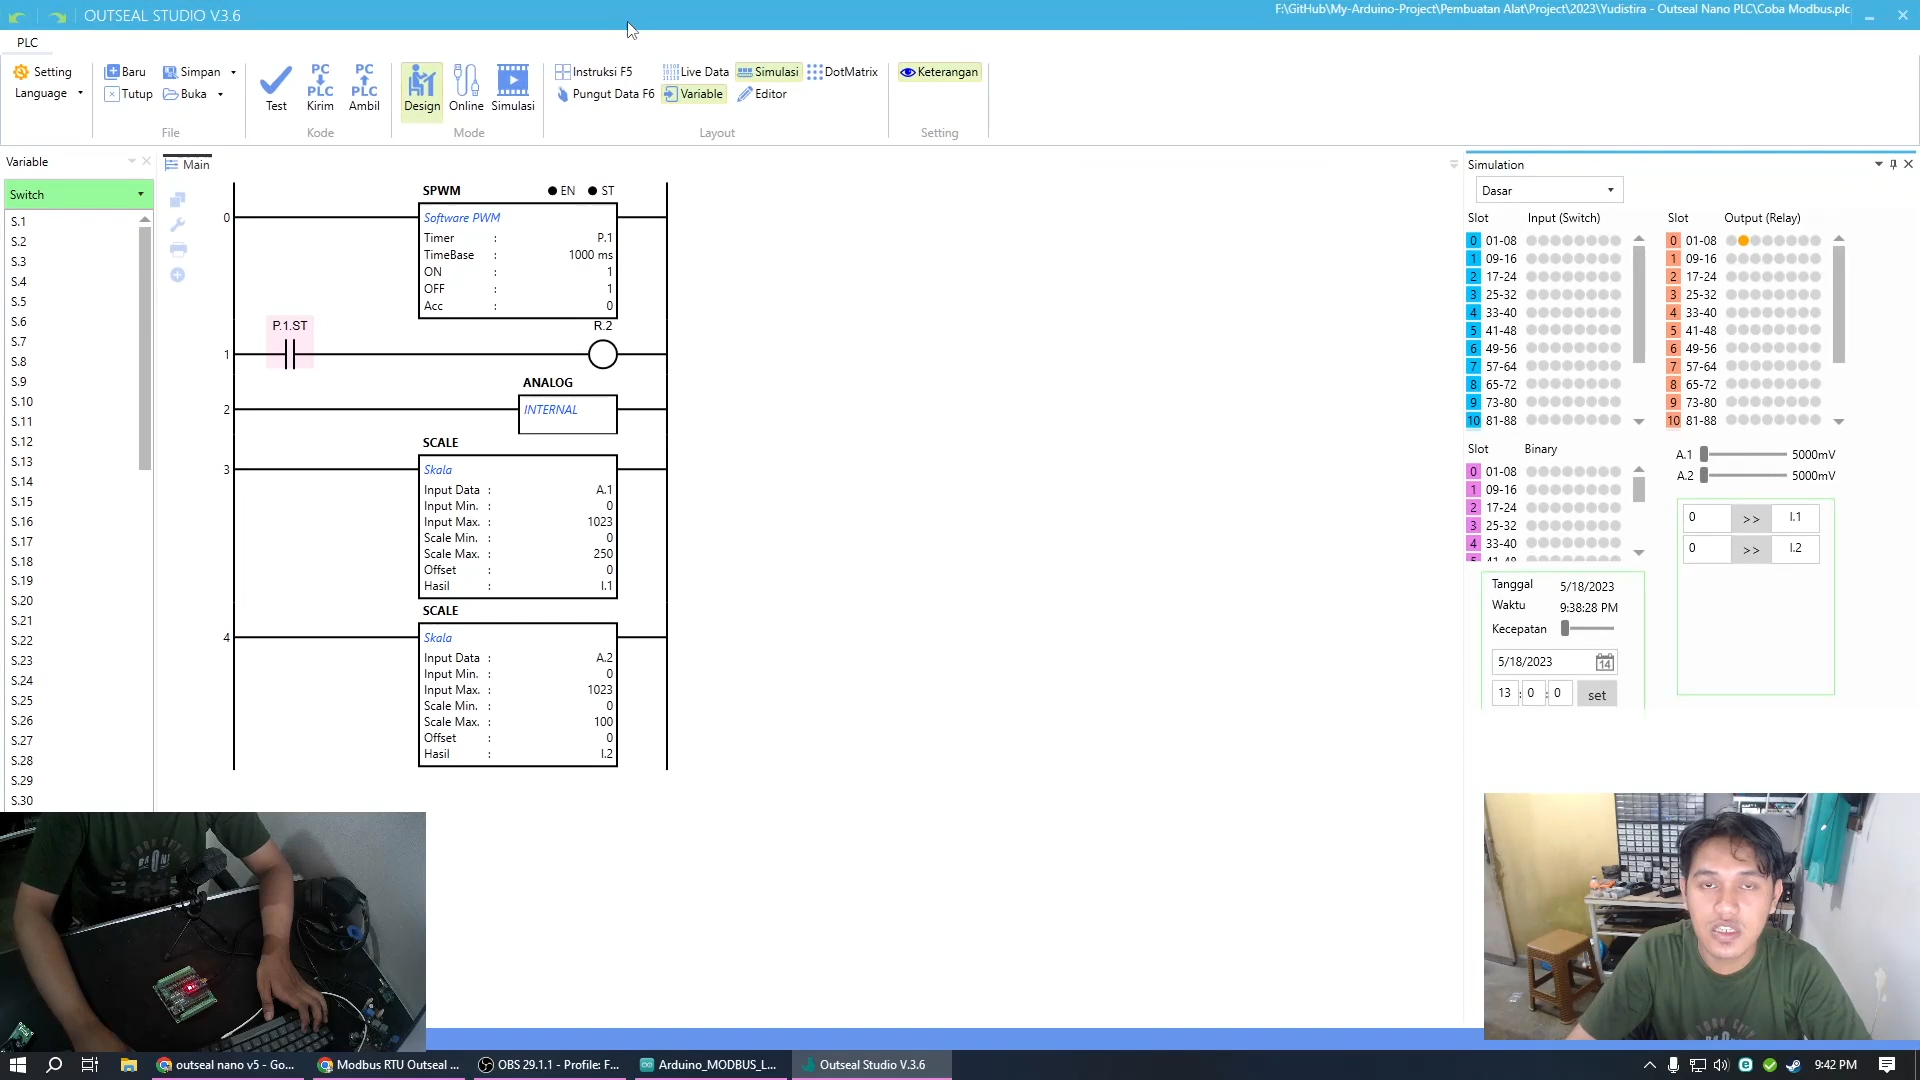 OUTSEAL STUDIO V.3.6
F:\GitHub\My-Arduino-Project\Pembuatan Alat\Project\2023\Yudistira - Outseal Nano PLC\Coba Modbus.plc
PLC
Setting
Language
Baru
Simpan
Tutup
Buka
File
Test
PC PLC Kirim
PC PLC Ambil
Kode
Design
Online
Simulasi
Mode
Instruksi F5
Live Data
Simulasi
DotMatrix
Pungut Data F6
Variable
Editor
Layout
Keterangan
Setting
Variable
Switch
S.1
S.2
S.3
S.4
S.5
S.6
S.7
S.8
S.9
S.10
S.11
S.12
S.13
S.14
S.15
S.16
S.17
S.18
S.19
S.20
S.21
S.22
S.23
S.24
S.25
S.26
S.27
S.28
S.29
S.30
Main
SPWM EN ST
0
Software PWM
Timer : P.1
TimeBase : 1000 ms
ON : 1
OFF : 1
Acc : 0
P.1.ST R.2
1
ANALOG
2 INTERNAL
SCALE
3 Skala
Input Data : A.1
Input Min. : 0
Input Max. : 1023
Scale Min. : 0
Scale Max. : 250
Offset : 0
Hasil : I.1
SCALE
4 Skala
Input Data : A.2
Input Min. : 0
Input Max. : 1023
Scale Min. : 0
Scale Max. : 100
Offset : 0
Hasil : I.2
Simulation
Dasar
Slot Input (Switch)
0 01-08
1 09-16
2 17-24
3 25-32
4 33-40
5 41-48
6 49-56
7 57-64
8 65-72
9 73-80
10 81-88
Slot Output (Relay)
0 01-08
1 09-16
2 17-24
3 25-32
4 33-40
5 41-48
6 49-56
7 57-64
8 65-72
9 73-80
10 81-88
Slot Binary
0 01-08
1 09-16
2 17-24
3 25-32
4 33-40
A.1 5000mV
A.2 5000mV
0 >> I.1
0 >> I.2
Tanggal 5/18/2023
Waktu 9:38:28 PM
Kecepatan
5/18/2023 14
13 : 0 : 0 set
outseal nano v5 - Go...
Modbus RTU Outseal ...
OBS 29.1.1 - Profile: F...
Arduino_MODBUS_L...
Outseal Studio V.3.6
9:42 PM